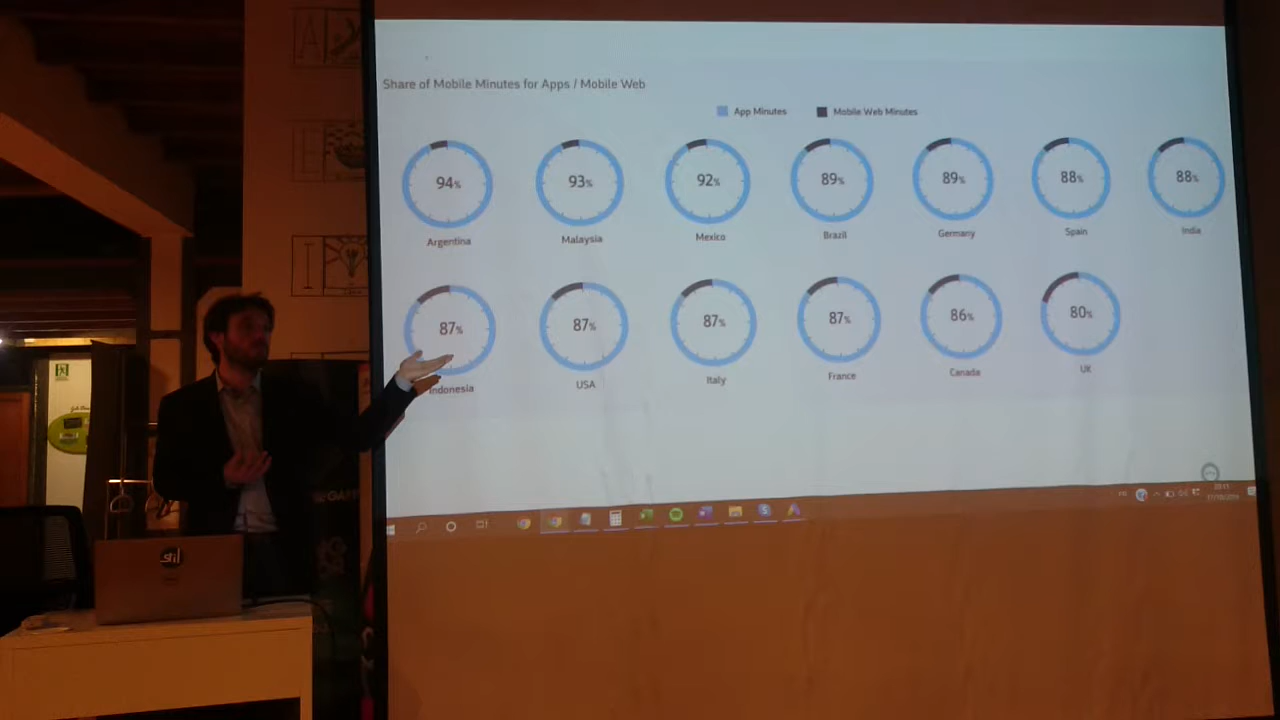 Share of Mobile Minutes for Apps / Mobile Web
App Minutes Mobile Web Minutes
94% 93% 92% 89% 89% 88% 88%
Argentina Malaysia Mexico Brazil Germany Spain India
87% 87% 87% 87% 86% 80%
Indonesia USA Italy France Canada UK
stil